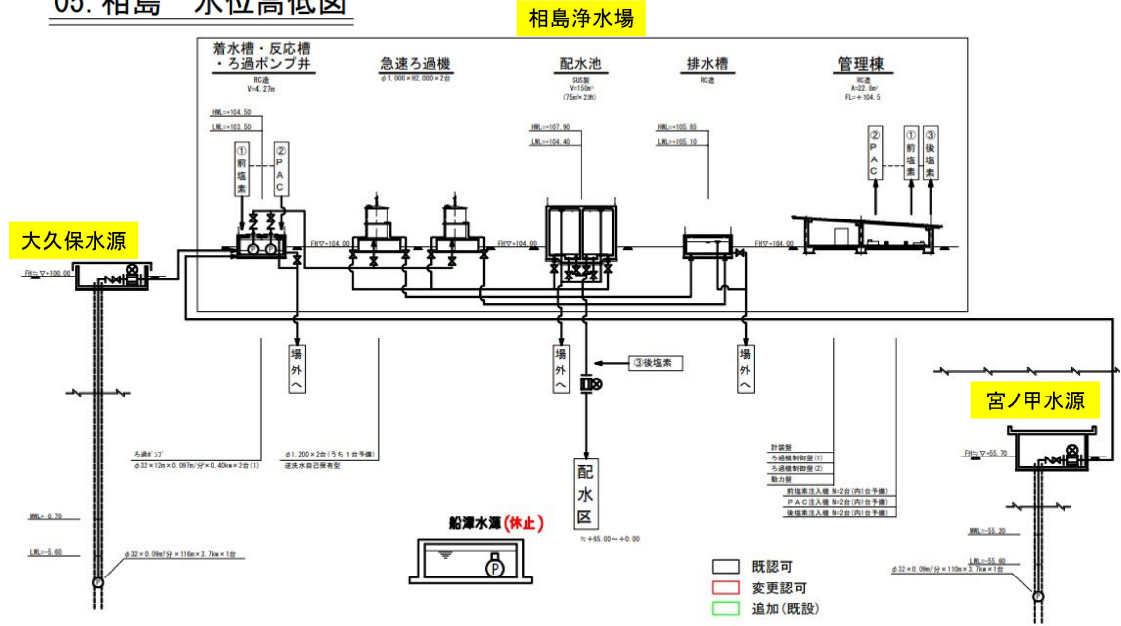 05. 相島 水位高低図
相島浄水場
着水槽・反応槽
・ろ過ポンプ井
RC造
V=4.27m
急速ろ過機
φ1,000×H2,000×2台
配水池
SUS製
V=150m³
(75m³×2池)
排水槽
RC造
管理棟
RC造
A=22.8m²
FL=+104.5
HWL=+104.50
LWL=+103.50
HWL=+107.90
LWL=+104.40
HWL=+105.65
LWL=+105.10
①前塩素
②PAC
②PAC
①前塩素
③後塩素
FH▽+104.00
FH▽+104.00
FH▽+104.00
大久保水源
FH≒▽+100.00
場外へ
場外へ
場外へ
③後塩素
宮ノ甲水源
FH≒▽+55.70
ろ過ポンプ
φ32×12m×0.097m³/分×0.40kw×2台(1)
φ1,200×2台(うち1台予備)
逆洗水自己保有型
計装盤
ろ過機制御盤(1)
ろ過機制御盤(2)
動力盤
前塩素注入機 N=2台(内1台予備)
PAC注入機 N=2台(内1台予備)
後塩素注入機 N=2台(内1台予備)
配水区
≒+65.00~+0.00
船潭水源(休止)
P
MWL=-0.70
LWL=-5.60
φ32×0.09m³/分×116m×3.7kw×1台
MWL=-55.20
LWL=-55.60
φ32×0.09m³/分×110m×3.7kw×1台
既認可
変更認可
追加(既設)